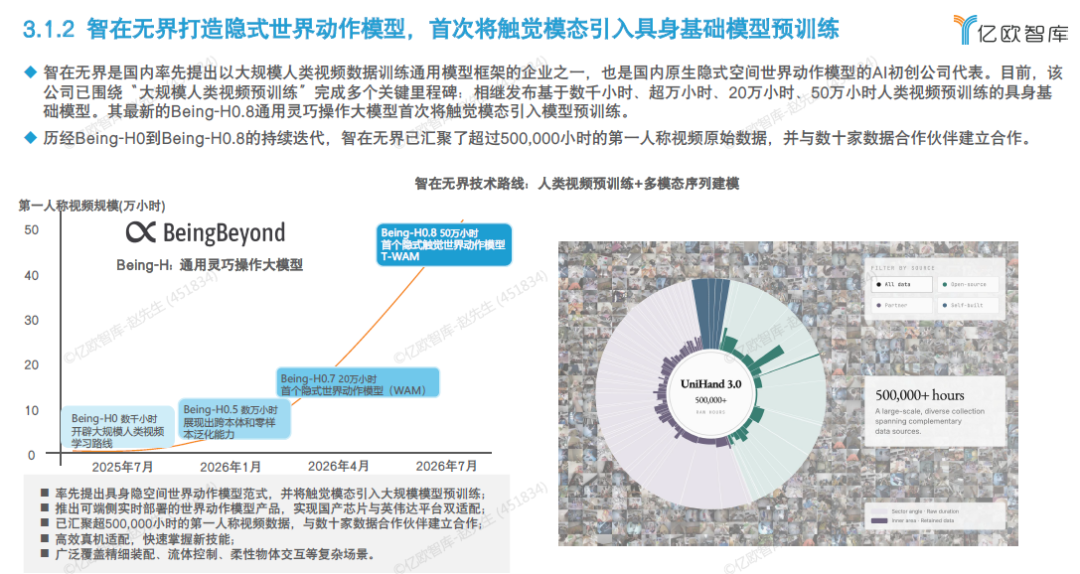 3.1.2 智在无界打造隐式世界动作模型，首次将触觉模态引入具身基础模型预训练
亿欧智库
智在无界是国内率先提出以大规模人类视频数据训练通用模型框架的企业之一，也是国内原生隐式空间世界动作模型的AI初创公司代表。目前，该
公司已围绕“大规模人类视频预训练”完成多个关键里程碑：相继发布基于数千小时、超万小时、20万小时、50万小时人类视频预训练的具身基
础模型。其最新的Being-H0.8通用灵巧操作大模型首次将触觉模态引入模型预训练。
历经Being-H0到Being-H0.8的持续迭代，智在无界已汇聚了超过500,000小时的第一人称视频原始数据，并与数十家数据合作伙伴建立合作。
智在无界技术路线：人类视频预训练+多模态序列建模
第一人称视频规模(万小时)
50
40
30
20
10
0
BeingBeyond
Being-H：通用灵巧操作大模型
Being-H0.8 50万小时
首个隐式触觉世界动作模型
T-WAM
Being-H0.7 20万小时
首个隐式世界动作模型（WAM）
Being-H0.5 数万小时
展现出跨本体和零样
本泛化能力
Being-H0 数千小时
开辟大规模人类视频
学习路线
2025年7月
2026年1月
2026年4月
2026年7月
率先提出具身隐空间世界动作模型范式，并将触觉模态引入大规模模型预训练；
推出可端侧实时部署的世界动作模型产品，实现国产芯片与英伟达平台双适配；
已汇聚超500,000小时的第一人称视频数据，与数十家数据合作伙伴建立合作；
高效真机适配，快速掌握新技能；
广泛覆盖精细装配、流体控制、柔性物体交互等复杂场景。
FILTER BY SOURCE
All data
Open-source
Partner
Self-built
UniHand 3.0
500,000+
RAW HOURS
500,000+ hours
A large-scale, diverse collection
spanning complementary
data sources.
Sector angle · Raw duration
Inner area · Retained data
©亿欧智库-赵先生 (451834)